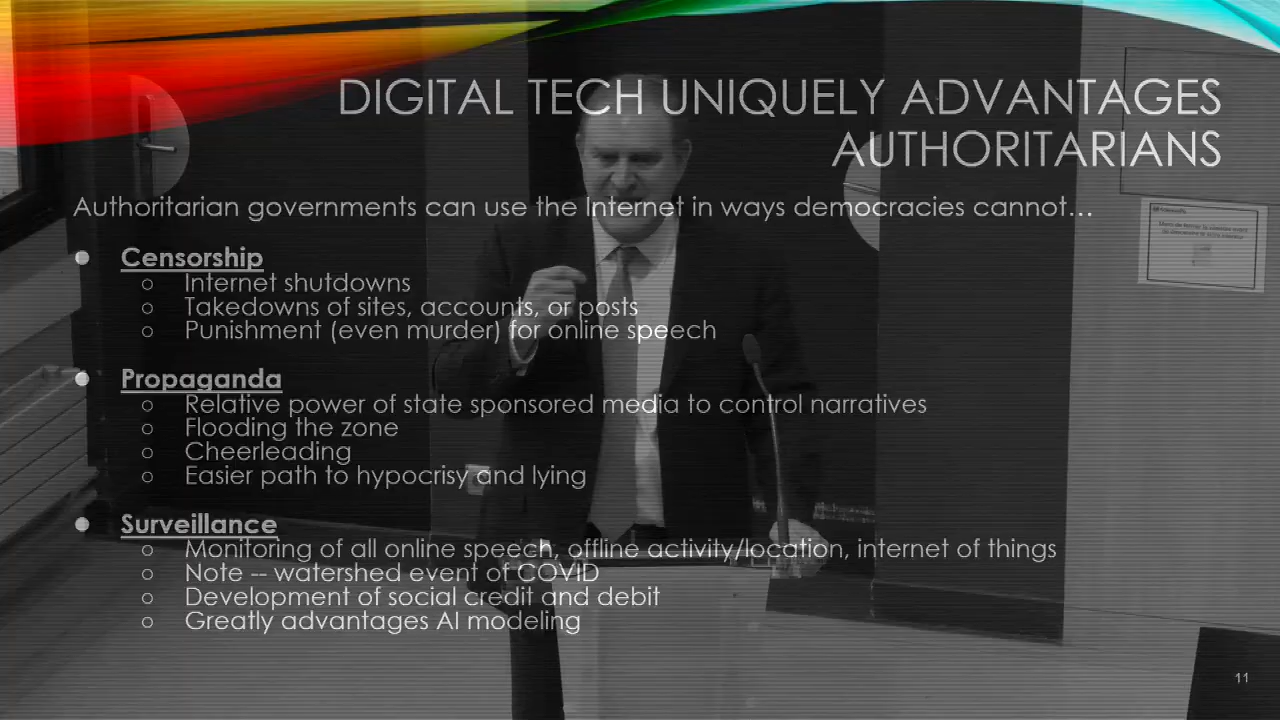 DIGITAL TECH UNIQUELY ADVANTAGES
AUTHORITARIANS
Authoritarian governments can use the Internet in ways democracies cannot…
● Censorship
○ Internet shutdowns
○ Takedowns of sites, accounts, or posts
○ Punishment (even murder) for online speech
● Propaganda
○ Relative power of state sponsored media to control narratives
○ Flooding the zone
○ Cheerleading
○ Easier path to hypocrisy and lying
● Surveillance
○ Monitoring of all online speech, offline activity/location, internet of things
○ Note -- watershed event of COVID
○ Development of social credit and debit
○ Greatly advantages AI modeling
11